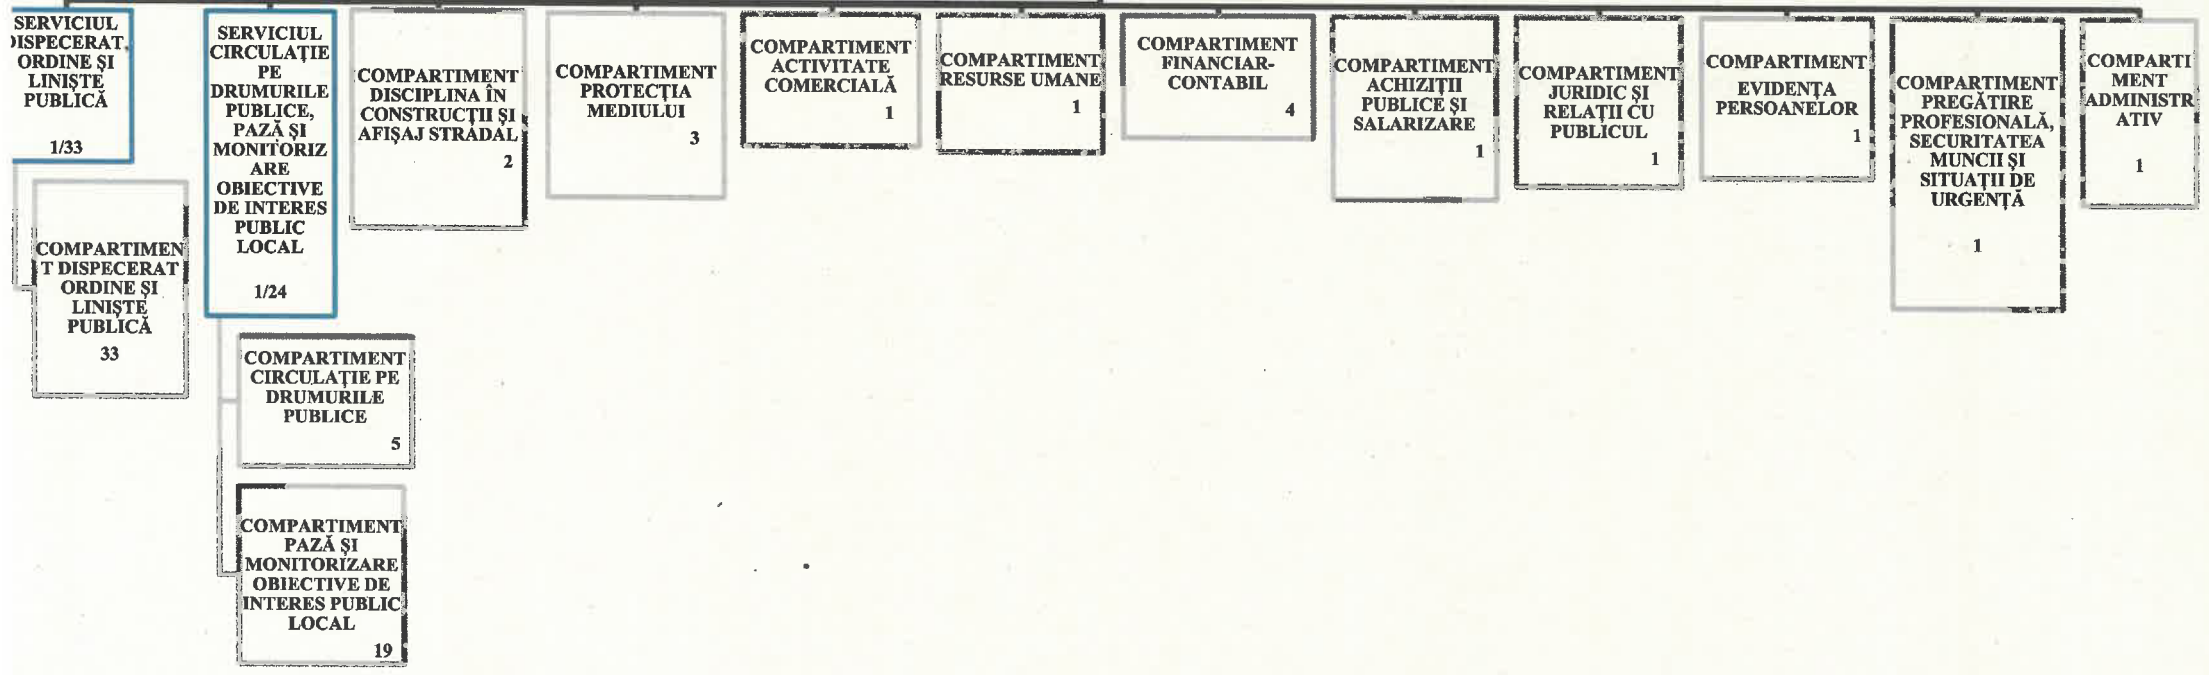 SERVICIUL
DISPECERAT,
ORDINE ȘI
LINIȘTE
PUBLICĂ
1/33
COMPARTIMEN
T DISPECERAT
ORDINE ȘI
LINIȘTE
PUBLICĂ
33
SERVICIUL
CIRCULAȚIE
PE
DRUMURILE
PUBLICE,
PAZĂ ȘI
MONITORIZ
ARE
OBIECTIVE
DE INTERES
PUBLIC
LOCAL
1/24
COMPARTIMENT
CIRCULAȚIE PE
DRUMURILE
PUBLICE
5
COMPARTIMENT
PAZĂ ȘI
MONITORIZARE
OBIECTIVE DE
INTERES PUBLIC
LOCAL
19
COMPARTIMENT
DISCIPLINA ÎN
CONSTRUCȚII ȘI
AFIȘAJ STRADAL
2
COMPARTIMENT
PROTECȚIA
MEDIULUI
3
COMPARTIMENT
ACTIVITATE
COMERCIALĂ
1
COMPARTIMENT
RESURSE UMANE
1
COMPARTIMENT
FINANCIAR-
CONTABIL
4
COMPARTIMENT
ACHIZIȚII
PUBLICE ȘI
SALARIZARE
1
COMPARTIMENT
JURIDIC ȘI
RELAȚII CU
PUBLICUL
1
COMPARTIMENT
EVIDENȚA
PERSOANELOR
1
COMPARTIMENT
PREGĂTIRE
PROFESIONALĂ,
SECURITATEA
MUNCII ȘI
SITUAȚII DE
URGENȚĂ
1
COMPARTI
MENT
ADMINISTR
ATIV
1